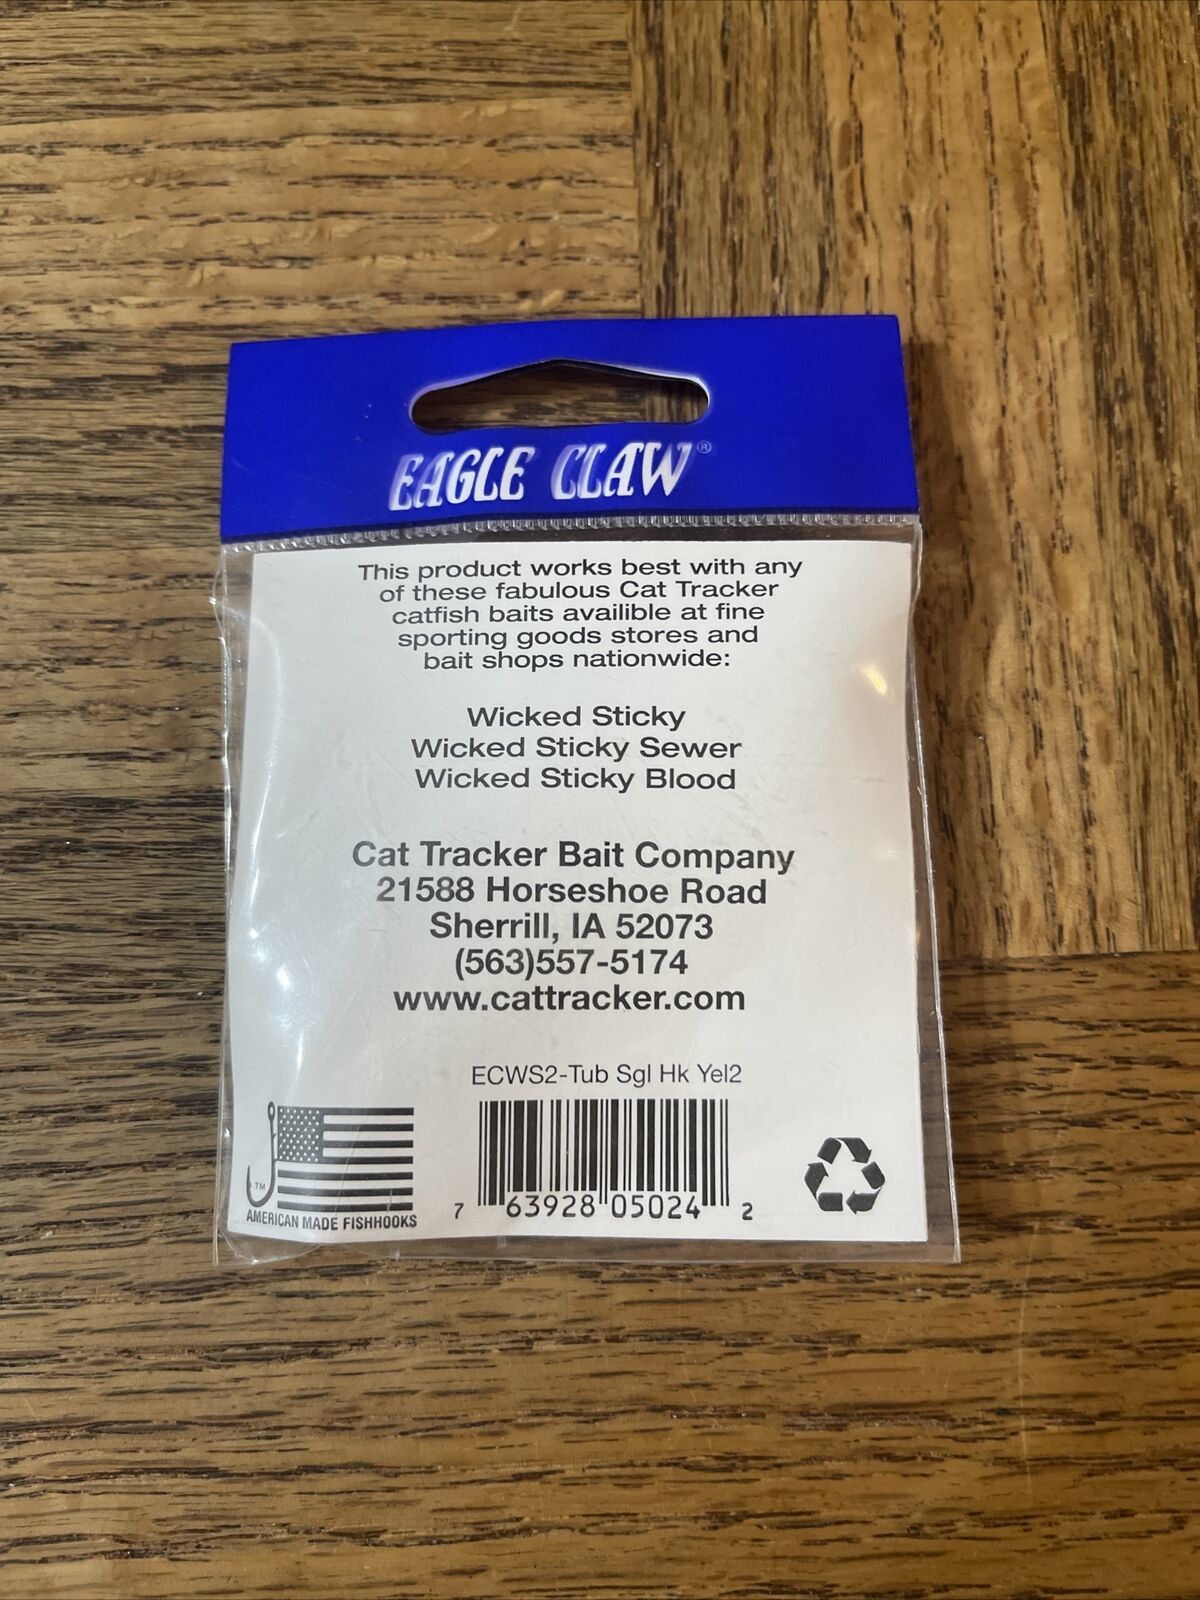 EAGLE CLAW®
This product works best with any
of these fabulous Cat Tracker
catfish baits availible at fine
sporting goods stores and
bait shops nationwide:
Wicked Sticky
Wicked Sticky Sewer
Wicked Sticky Blood
Cat Tracker Bait Company
21588 Horseshoe Road
Sherrill, IA 52073
(563)557-5174
www.cattracker.com
ECWS2-Tub Sgl Hk Yel2
TM
AMERICAN MADE FISHHOOKS
7 63928 05024 2